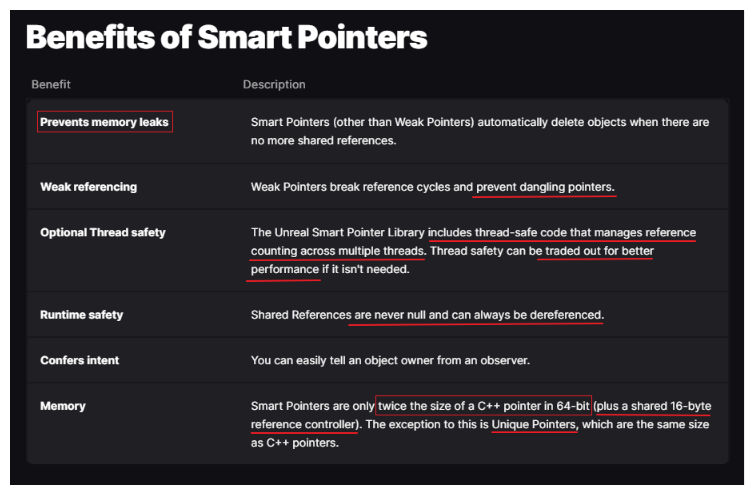 Benefits of Smart Pointers
Benefit Description
Prevents memory leaks Smart Pointers (other than Weak Pointers) automatically delete objects when there are
no more shared references.
Weak referencing Weak Pointers break reference cycles and prevent dangling pointers.
Optional Thread safety The Unreal Smart Pointer Library includes thread-safe code that manages reference
counting across multiple threads. Thread safety can be traded out for better
performance if it isn't needed.
Runtime safety Shared References are never null and can always be dereferenced.
Confers intent You can easily tell an object owner from an observer.
Memory Smart Pointers are only twice the size of a C++ pointer in 64-bit (plus a shared 16-byte
reference controller). The exception to this is Unique Pointers, which are the same size
as C++ pointers.